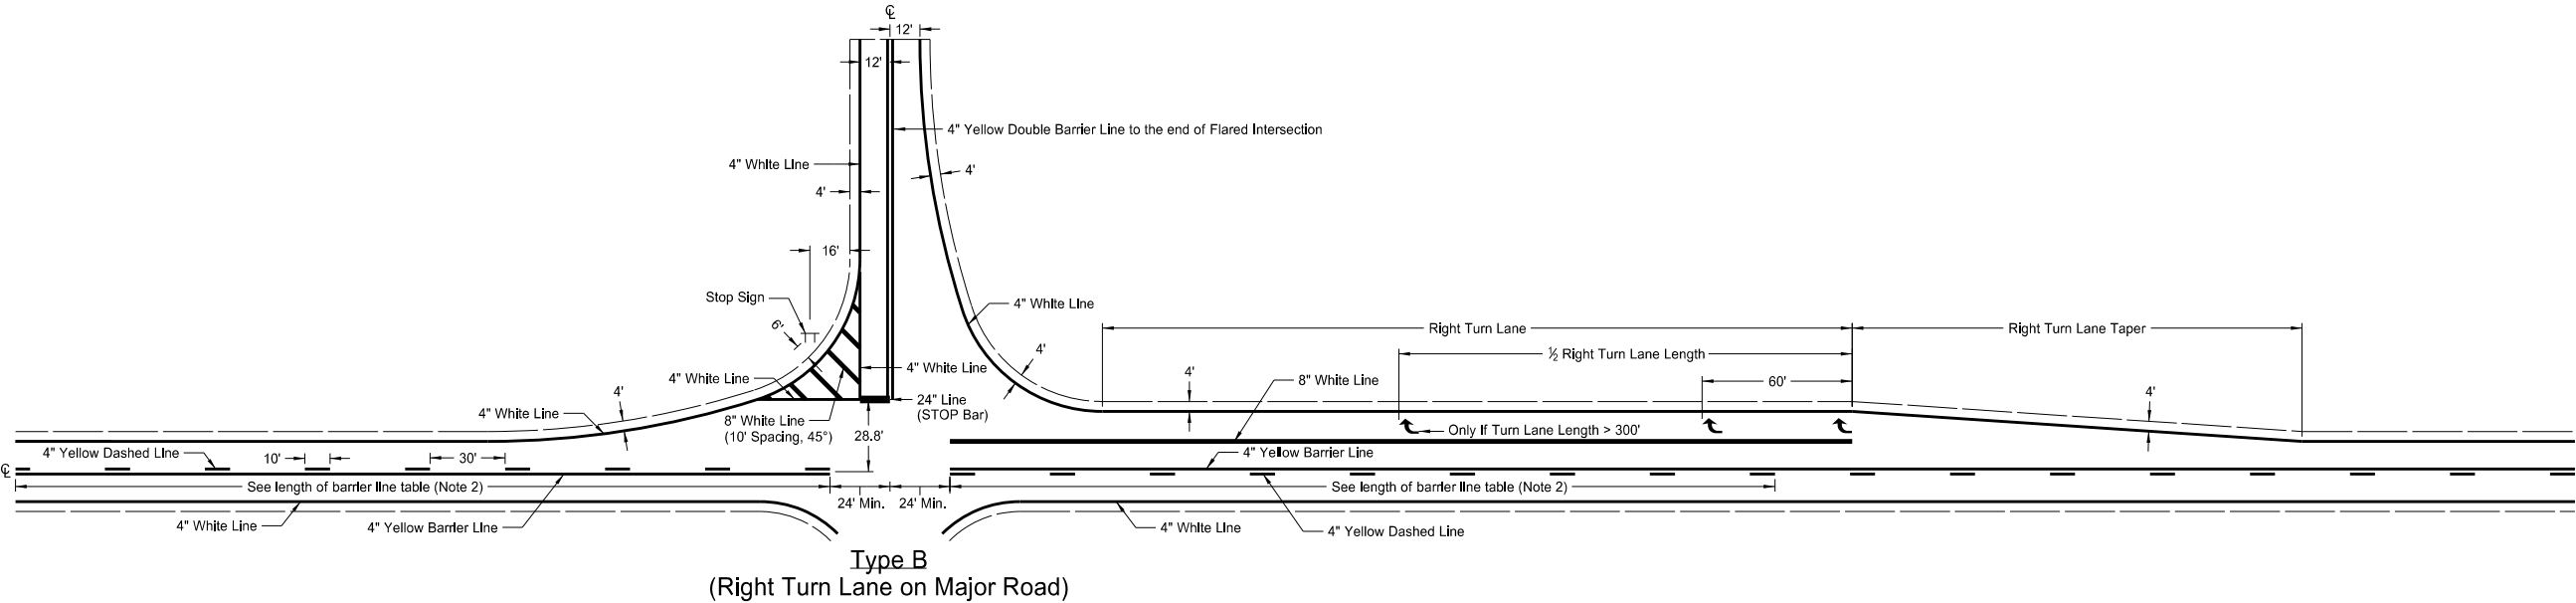 ℄
12'
12'
4" Yellow Double Barrier Line to the end of Flared Intersection
4" White Line
4'
4'
16'
Stop Sign
4" White Line
6'
Right Turn Lane
Right Turn Lane Taper
4'
½ Right Turn Lane Length
4" White Line
4" White Line
4'
8" White Line
60'
4'
4'
24" Line
(STOP Bar)
4" White Line
8" White Line
(10' Spacing, 45°)
28.8'
Only If Turn Lane Length > 300'
4" Yellow Dashed Line
10'
30'
4" Yellow Barrier Line
℄
See length of barrier line table (Note 2)
See length of barrier line table (Note 2)
24' Min.
24' Min.
4" White Line
4" Yellow Barrier Line
4" White Line
4" Yellow Dashed Line
Type B
(Right Turn Lane on Major Road)